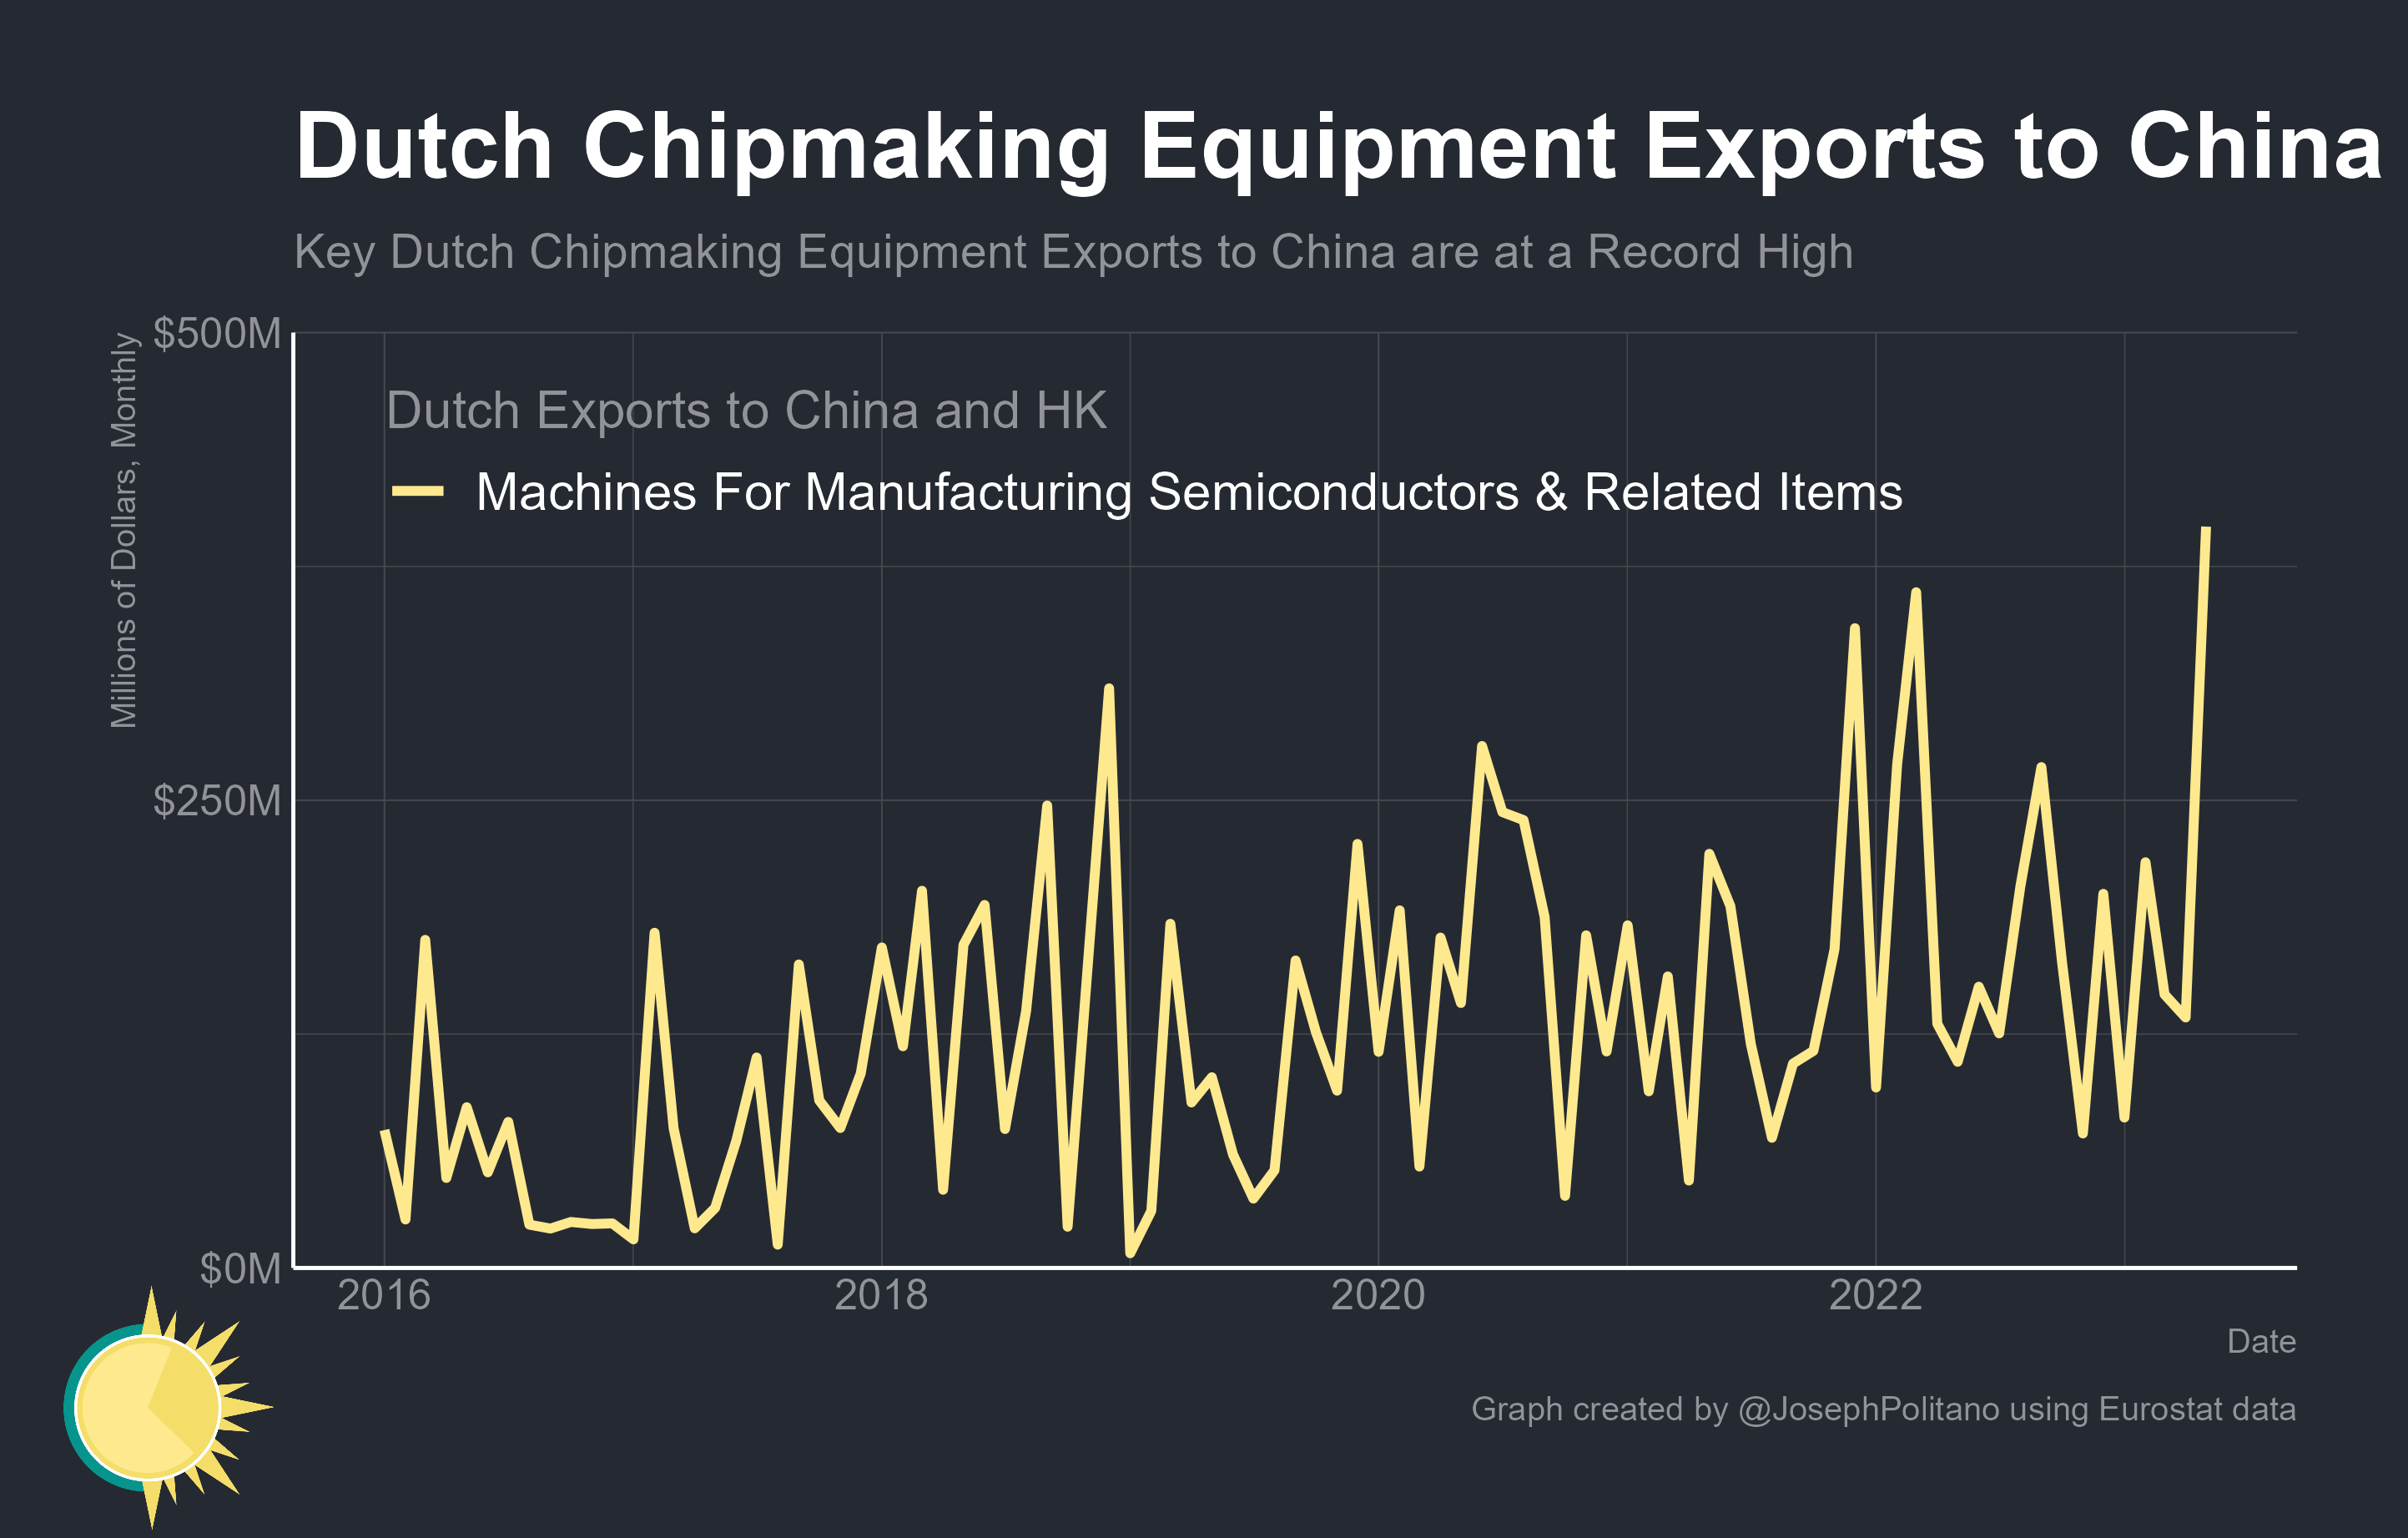 Dutch Chipmaking Equipment Exports to China
Key Dutch Chipmaking Equipment Exports to China are at a Record High
Millions of Dollars, Monthly
$500M
Dutch Exports to China and HK
Machines For Manufacturing Semiconductors & Related Items
$250M
$0M
2016 2018 2020 2022
Date
Graph created by @JosephPolitano using Eurostat data